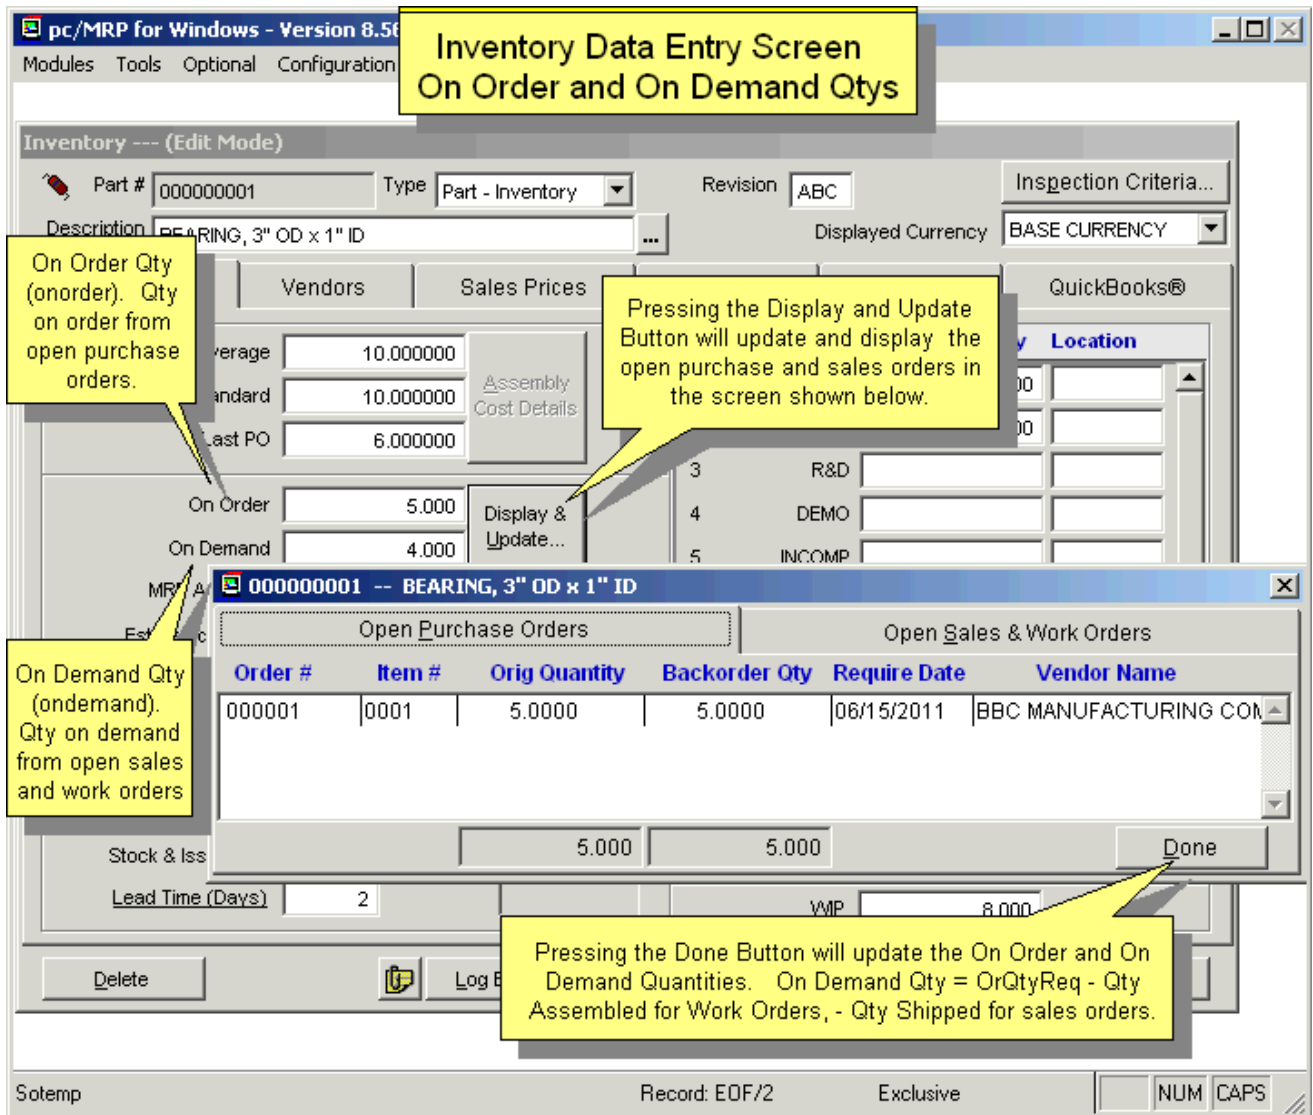 pc/MRP for Windows - Version 8.56
Inventory Data Entry Screen
On Order and On Demand Qtys
Modules Tools Optional Configuration
Inventory --- (Edit Mode)
Part # 000000001 Type Part - Inventory Revision ABC Inspection Criteria...
Description BEARING, 3" OD x 1" ID ... Displayed Currency BASE CURRENCY
Vendors Sales Prices QuickBooks®
On Order Qty
(onorder). Qty
on order from
open purchase
orders.
Pressing the Display and Update
Button will update and display the
open purchase and sales orders in
the screen shown below.
Location
10.000000
10.000000
Last PO 6.000000
Assembly
Cost Details
3 R&D
4 DEMO
5 INCOMP
On Order 5.000
On Demand 4.000
Display &
Update...
000000001 -- BEARING, 3" OD x 1" ID
Open Purchase Orders Open Sales & Work Orders
Order # Item # Orig Quantity Backorder Qty Require Date Vendor Name
000001 0001 5.0000 5.0000 06/15/2011 BBC MANUFACTURING COM
5.000 5.000 Done
On Demand Qty
(ondemand).
Qty on demand
from open sales
and work orders
Stock & Iss
Lead Time (Days) 2
WIP 8.000
Pressing the Done Button will update the On Order and On
Demand Quantities. On Demand Qty = OrQtyReq - Qty
Assembled for Work Orders, - Qty Shipped for sales orders.
Delete Log
Sotemp Record: EOF/2 Exclusive NUM CAPS